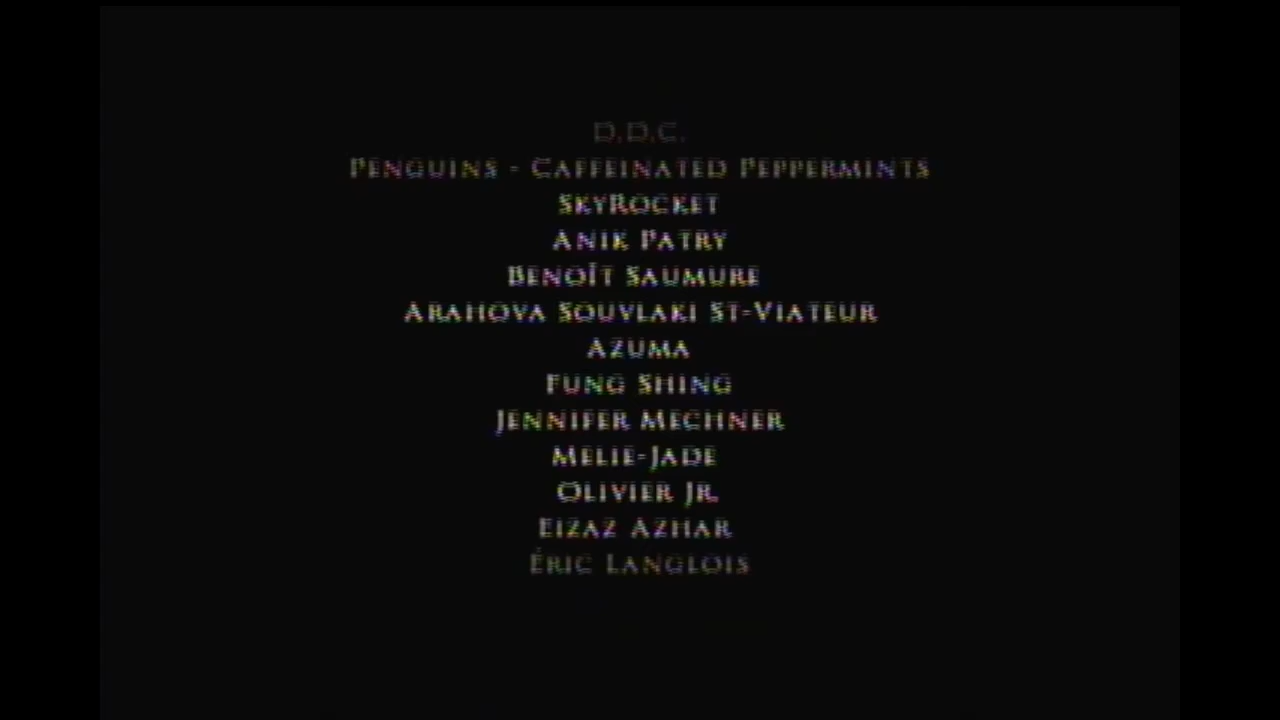 D.D.C.
Penguins - Caffeinated Peppermints
SkyRocket
Anik Patry
Benoît Saumure
Arahova Souvlaki St-Viateur
Azuma
Fung Shing
Jennifer Mechner
Melie-Jade
Olivier Jr.
Eizaz Azhar
Éric Langlois